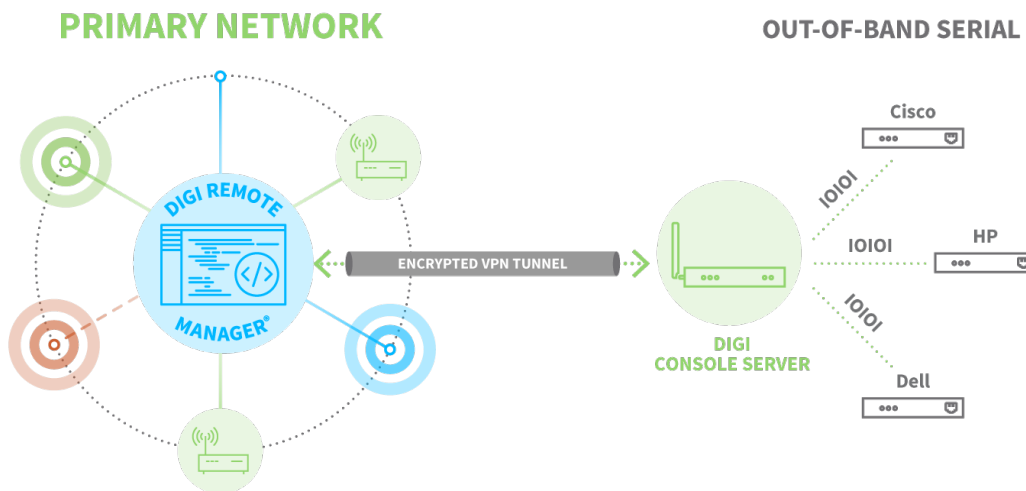 PRIMARY NETWORK
OUT-OF-BAND SERIAL
Cisco
IOIOI
DIGI REMOTE
</>
MANAGER®
ENCRYPTED VPN TUNNEL
IOIOI
HP
DIGI
CONSOLE SERVER
IOIOI
Dell